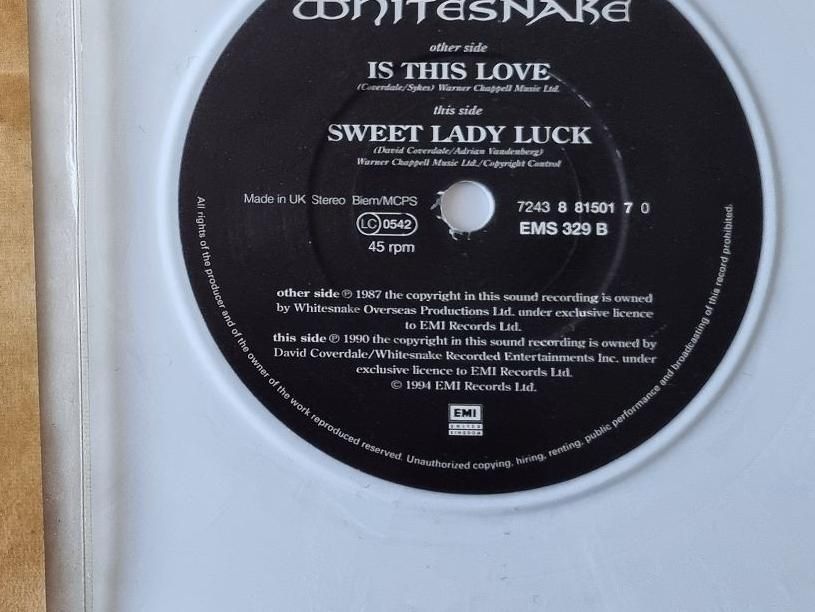 WHITESNAKE
other side
IS THIS LOVE
(Coverdale/Sykes) Warner Chappell Music Ltd.
this side
SWEET LADY LUCK
(David Coverdale/Adrian Vandenberg)
Warner Chappell Music Ltd./Copyright Control
Made in UK Stereo Biem/MCPS
LC 0542
45 rpm
7243 8 81501 7 0
EMS 329 B
other side ℗ 1987 the copyright in this sound recording is owned
by Whitesnake Overseas Productions Ltd. under exclusive licence
to EMI Records Ltd.
this side ℗ 1990 the copyright in this sound recording is owned by
David Coverdale/Whitesnake Recorded Entertainments Inc. under
exclusive licence to EMI Records Ltd.
© 1994 EMI Records Ltd.
EMI
UNITED
KINGDOM
All rights of the producer and of the owner of the work reproduced reserved. Unauthorized copying, hiring, renting, public performance and broadcasting of this record prohibited.